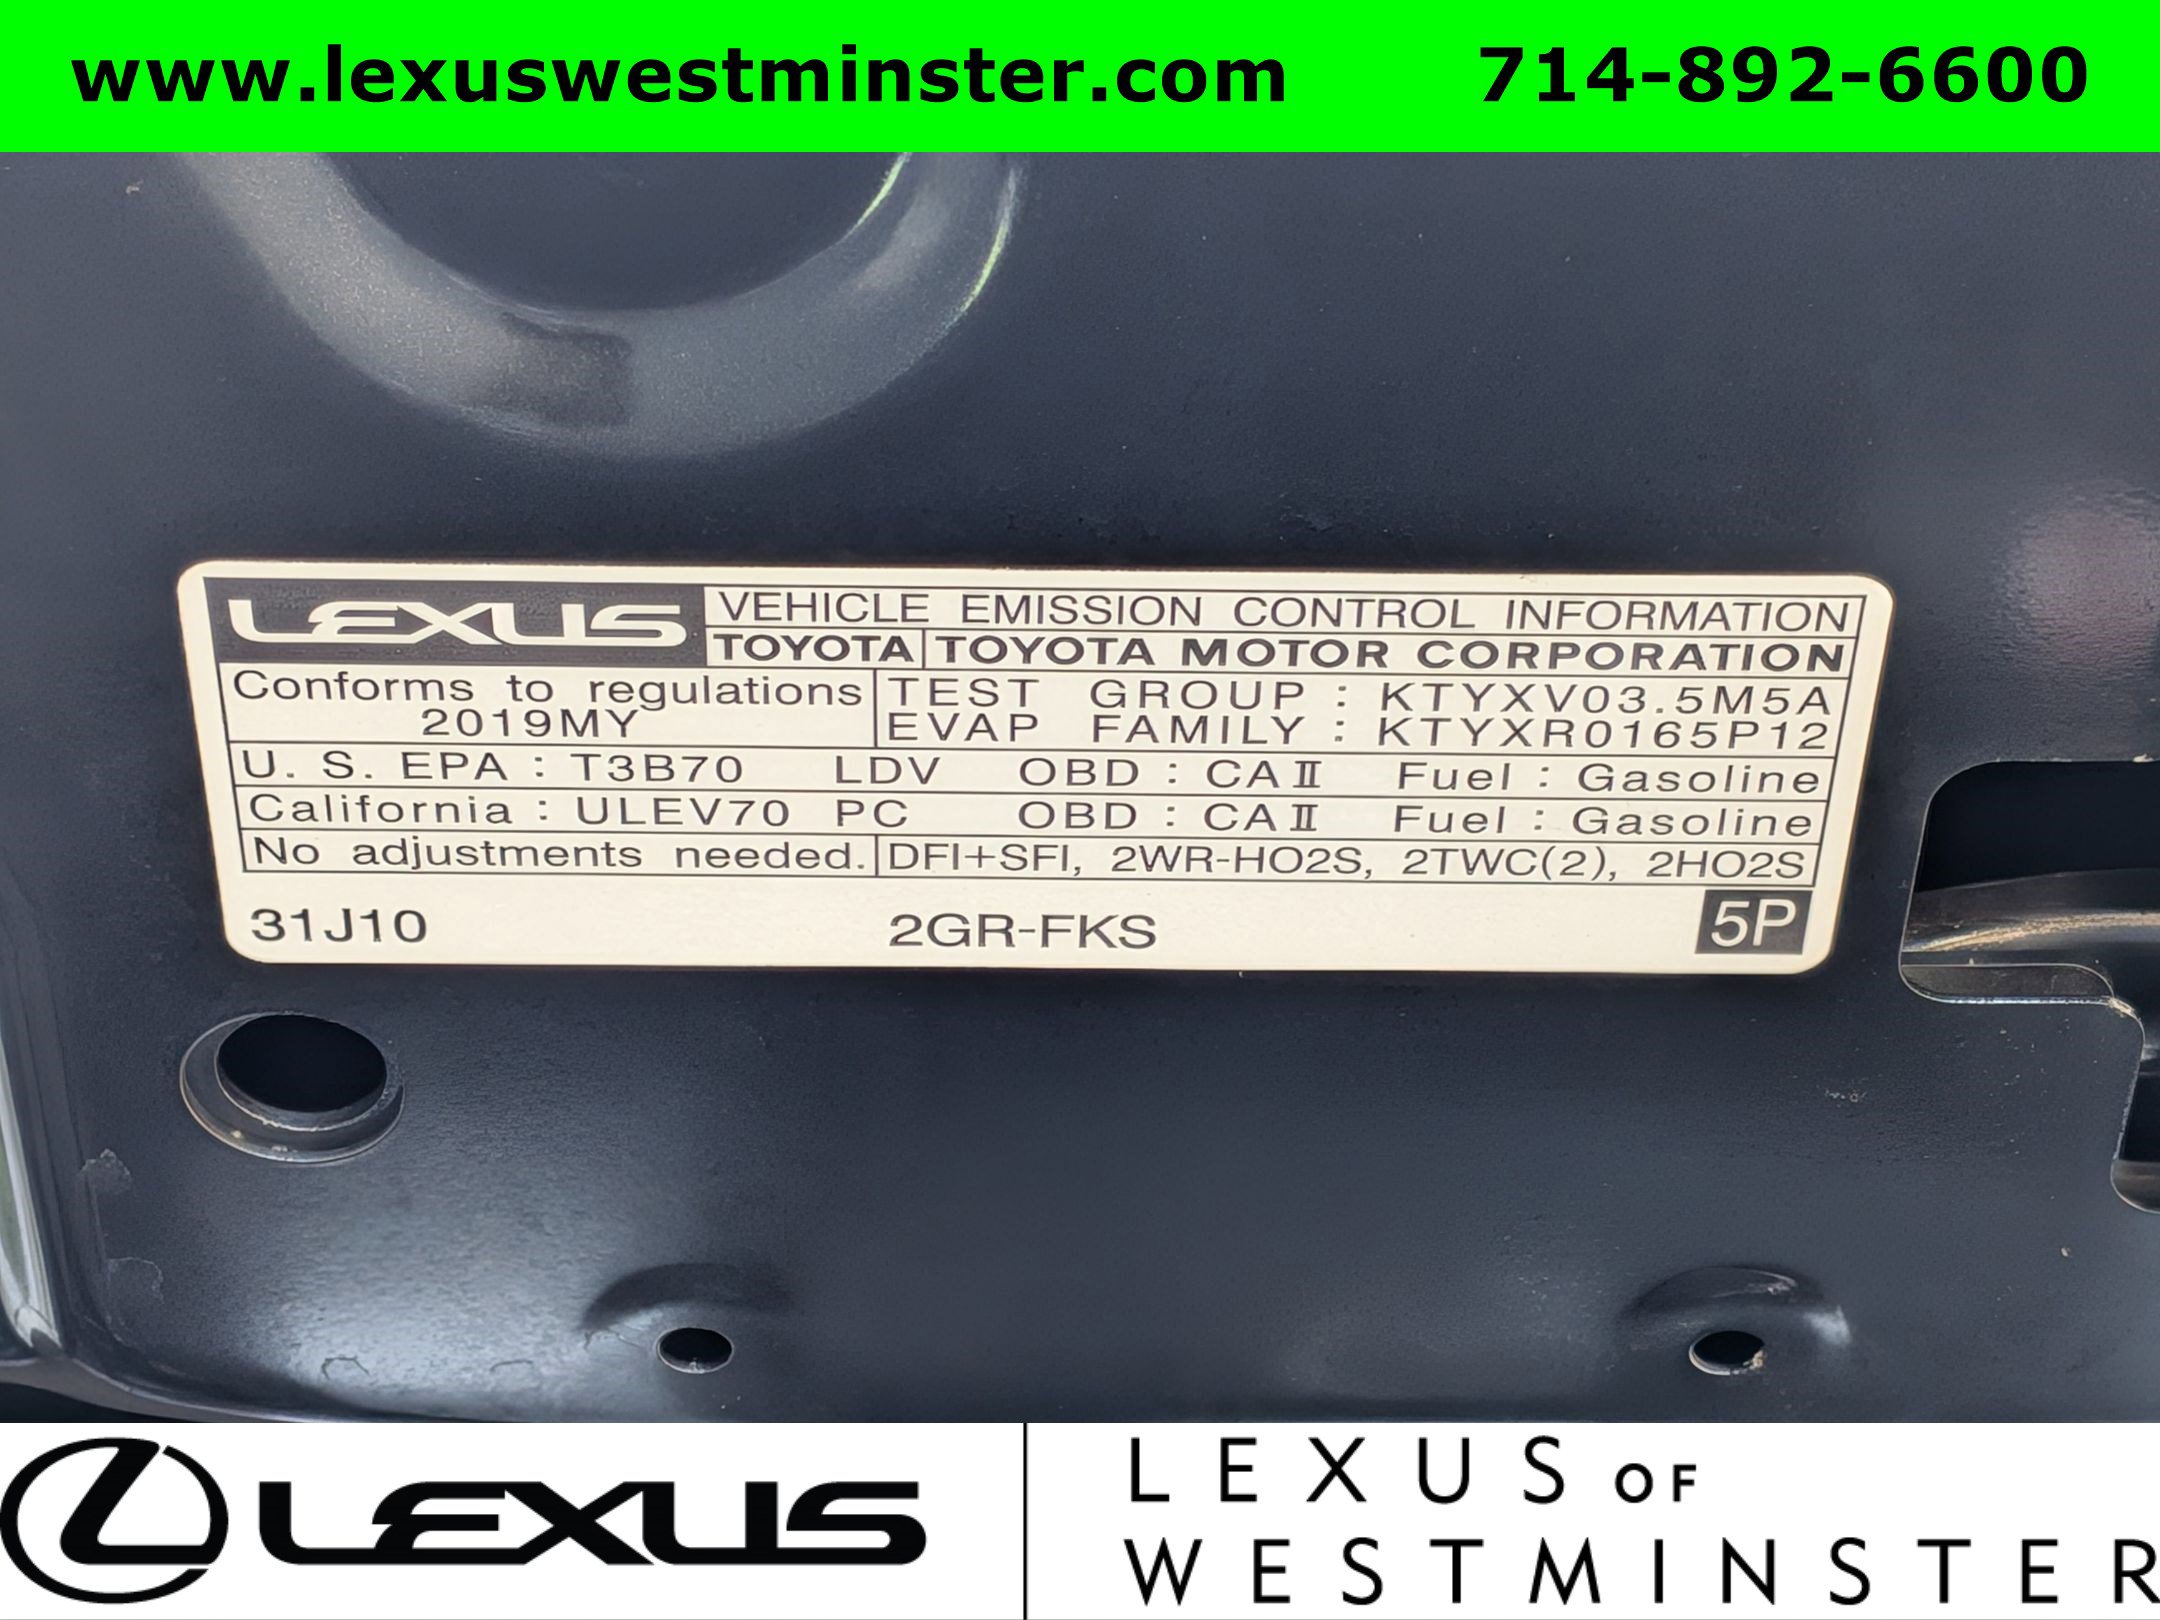 www.lexuswestminster.com 714-892-6600
LEXUS VEHICLE EMISSION CONTROL INFORMATION
TOYOTA TOYOTA MOTOR CORPORATION
Conforms to regulations TEST GROUP : KTYXV03.5M5A
2019MY EVAP FAMILY : KTYXR0165P12
U. S. EPA : T3B70 LDV OBD : CAⅡ Fuel : Gasoline
California : ULEV70 PC OBD : CAⅡ Fuel : Gasoline
No adjustments needed. DFI+SFI, 2WR-HO2S, 2TWC(2), 2HO2S
31J10 2GR-FKS 5P
LEXUS
LEXUS OF
WESTMINSTER